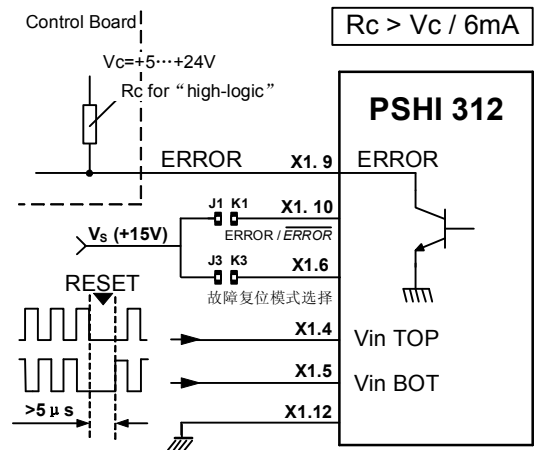 Control Board
Rc > Vc / 6mA
Vc=+5···+24V
Rc for “high-logic”
PSHI 312
ERROR
X1. 9
ERROR
J1 K1
X1. 10
ERROR / ERROR
VS (+15V)
J3 K3
X1.6
RESET
故障复位模式选择
X1.4
Vin TOP
X1.5
Vin BOT
>5 μ s
X1.12